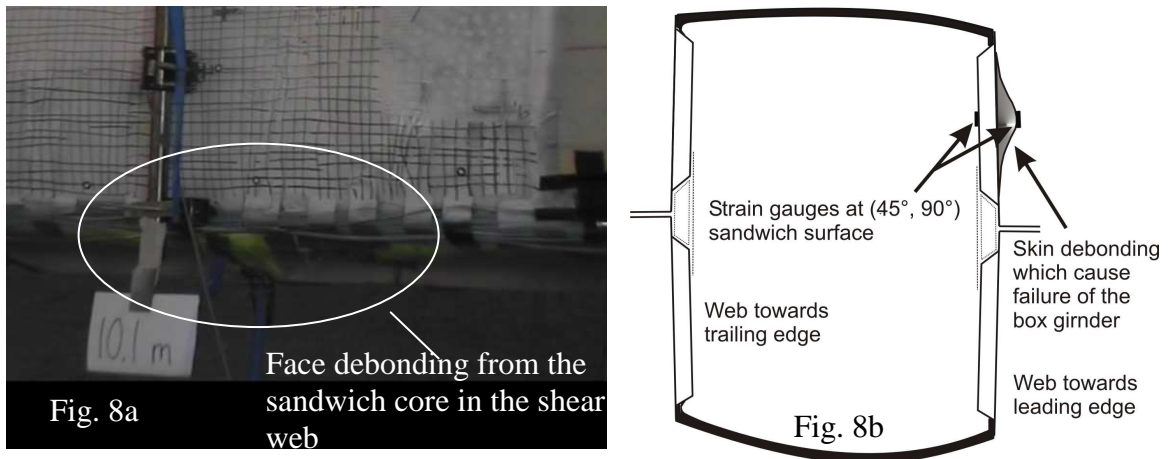 10.1 m
Face debonding from the
sandwich core in the shear
web
Fig. 8a
Strain gauges at (45°, 90°)
sandwich surface
Skin debonding
which cause
failure of the
box girnder
Web towards
trailing edge
Web towards
leading edge
Fig. 8b